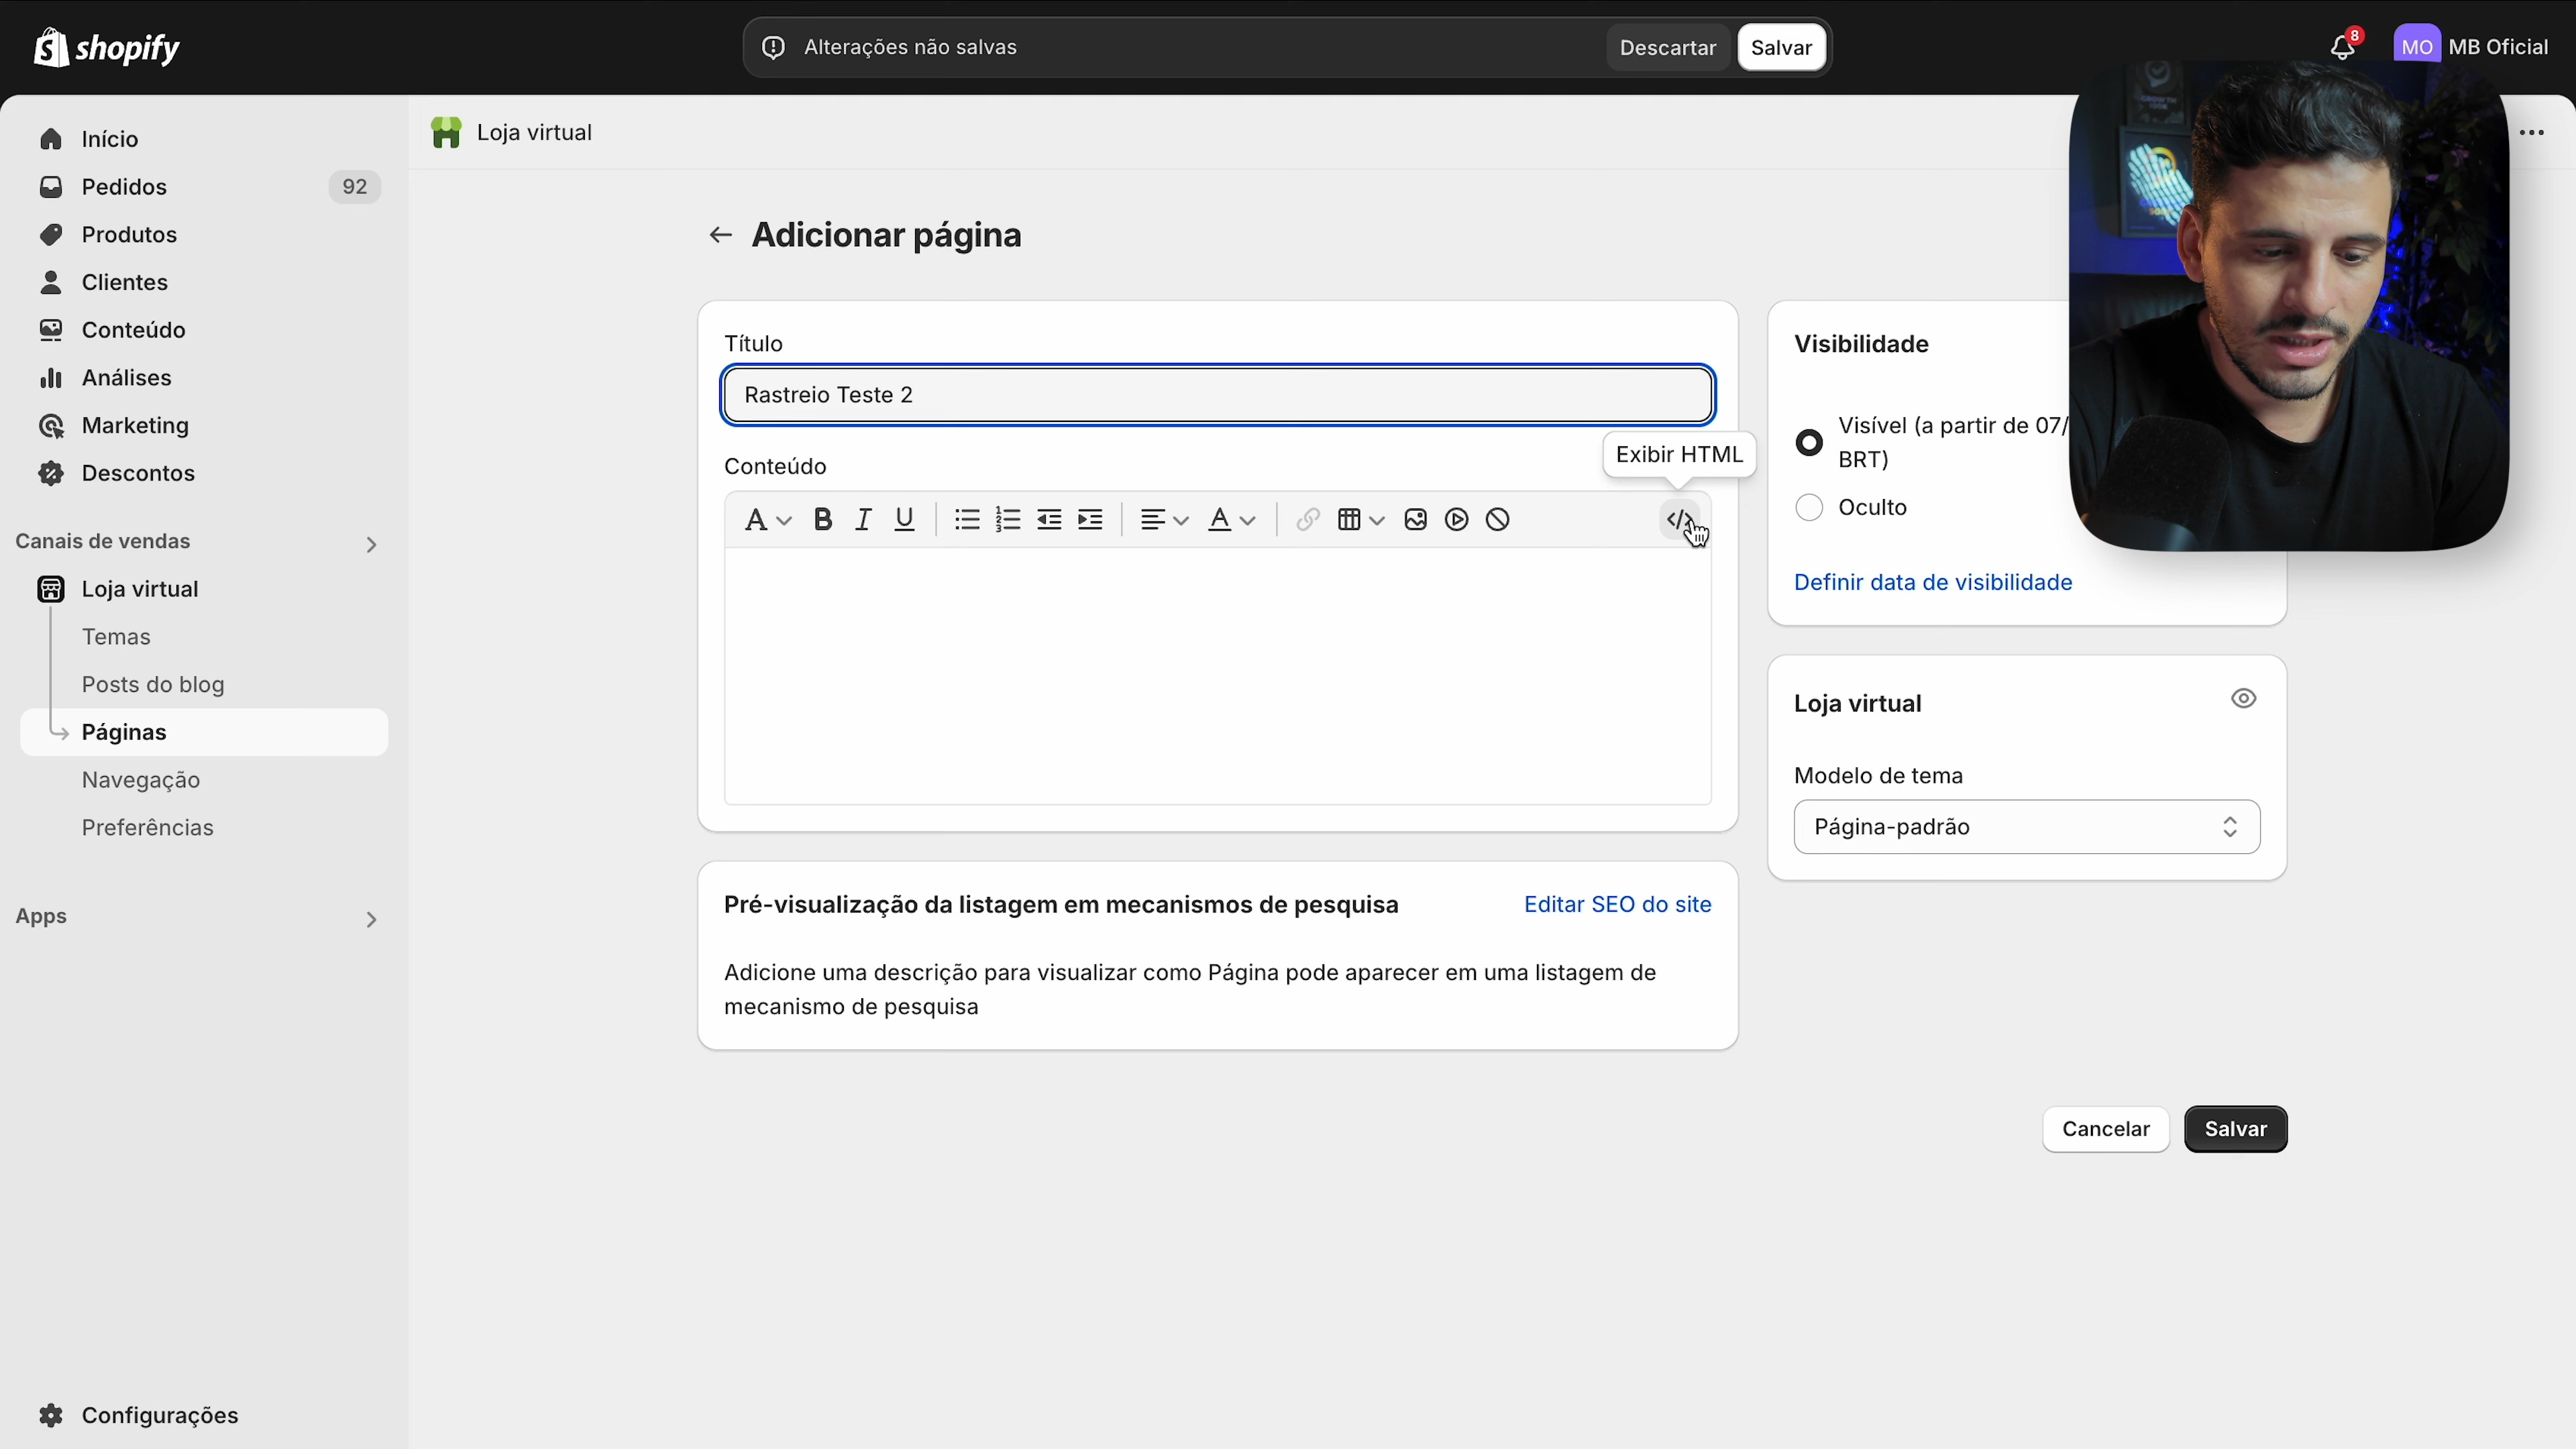 shopify
Alterações não salvas
Descartar
Salvar
8
MO
MB Oficial
Início
Pedidos
92
Produtos
Clientes
Conteúdo
Análises
Marketing
Descontos
Canais de vendas
Loja virtual
Temas
Posts do blog
Páginas
Navegação
Preferências
Apps
Configurações
Loja virtual
Adicionar página
Título
Rastreio Teste 2
Conteúdo
Exibir HTML
Visibilidade
Visível (a partir de 07/
BRT)
Oculto
Definir data de visibilidade
Loja virtual
Modelo de tema
Página-padrão
Pré-visualização da listagem em mecanismos de pesquisa
Editar SEO do site
Adicione uma descrição para visualizar como Página pode aparecer em uma listagem de
mecanismo de pesquisa
Cancelar
Salvar